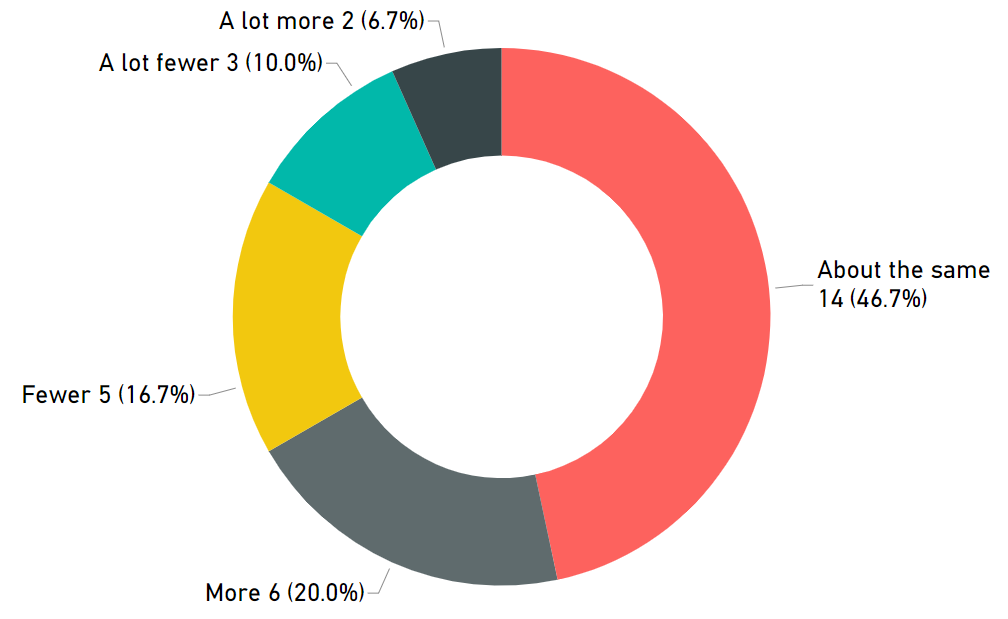 A lot more 2 (6.7%)
A lot fewer 3 (10.0%)
About the same
14 (46.7%)
Fewer 5 (16.7%)
More 6 (20.0%)